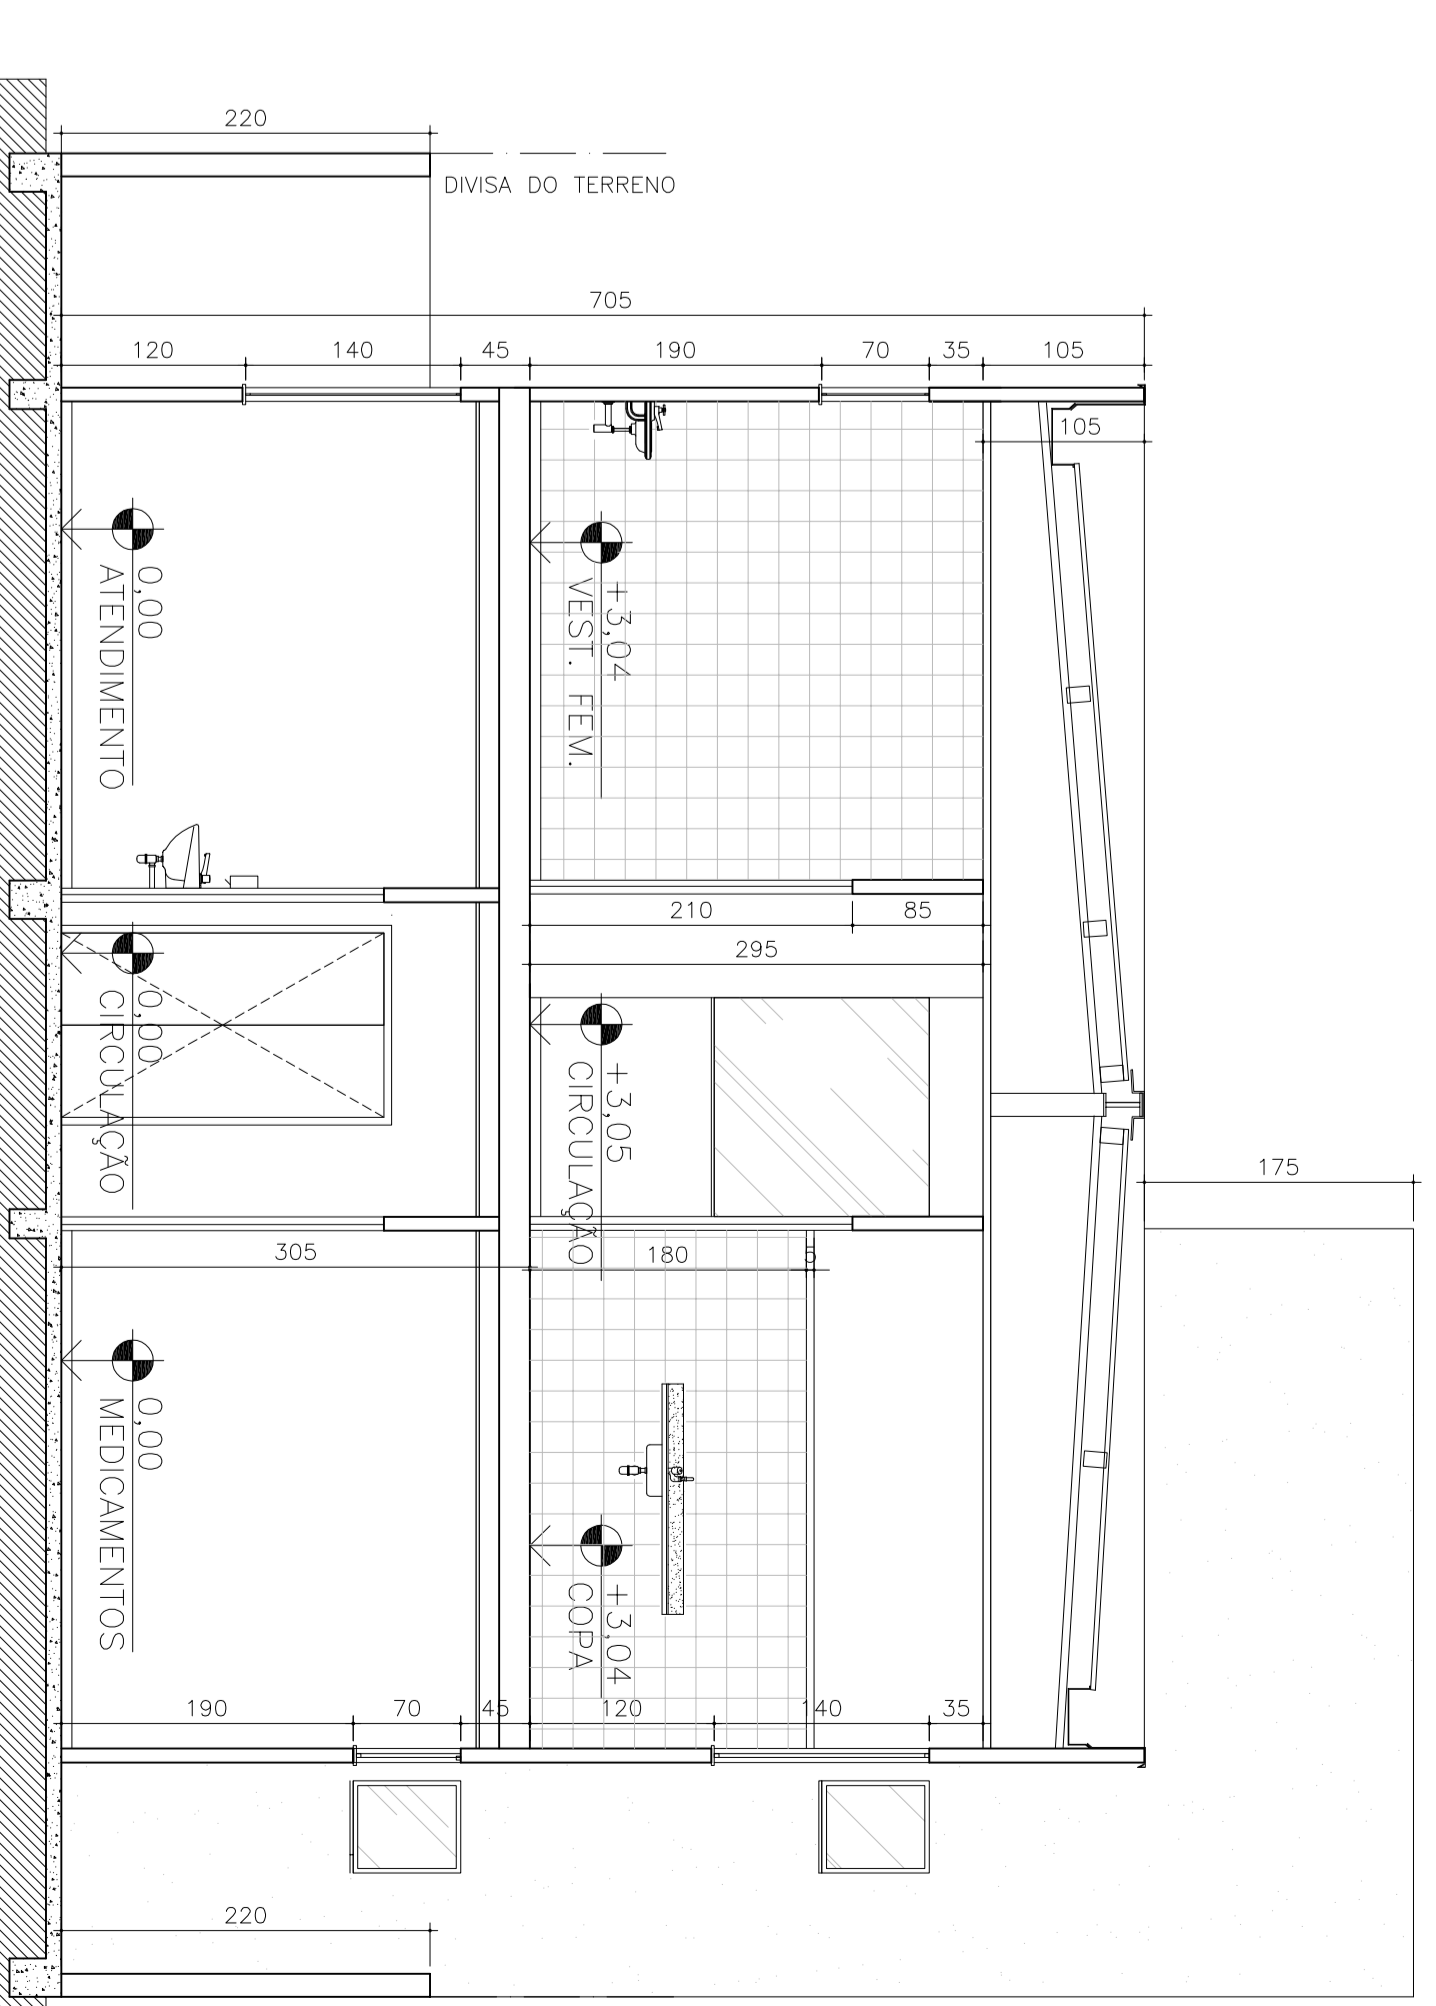 220
DIVISA DO TERRENO
705
120 140 45 190 70 35 105
105
0,00
ATENDIMENTO
+3,04
VEST. FEM.
210 85
295
0,00
CIRCULAÇÃO
+3,05
CIRCULAÇÃO
175
305
180 5
0,00
MEDICAMENTOS
+3,04
COPA
190 70 45 120 140 35
220